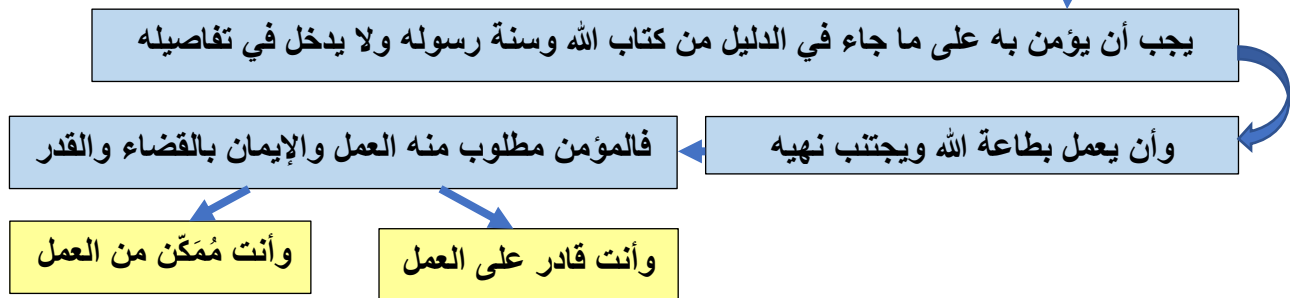 يجب أن يؤمن به على ما جاء في الدليل من كتاب الله وسنة رسوله ولا يدخل في تفاصيله
وأن يعمل بطاعة الله ويجتنب نهيه
فالمؤمن مطلوب منه العمل والإيمان بالقضاء والقدر
وأنت قادر على العمل
وأنت مُمَكّن من العمل